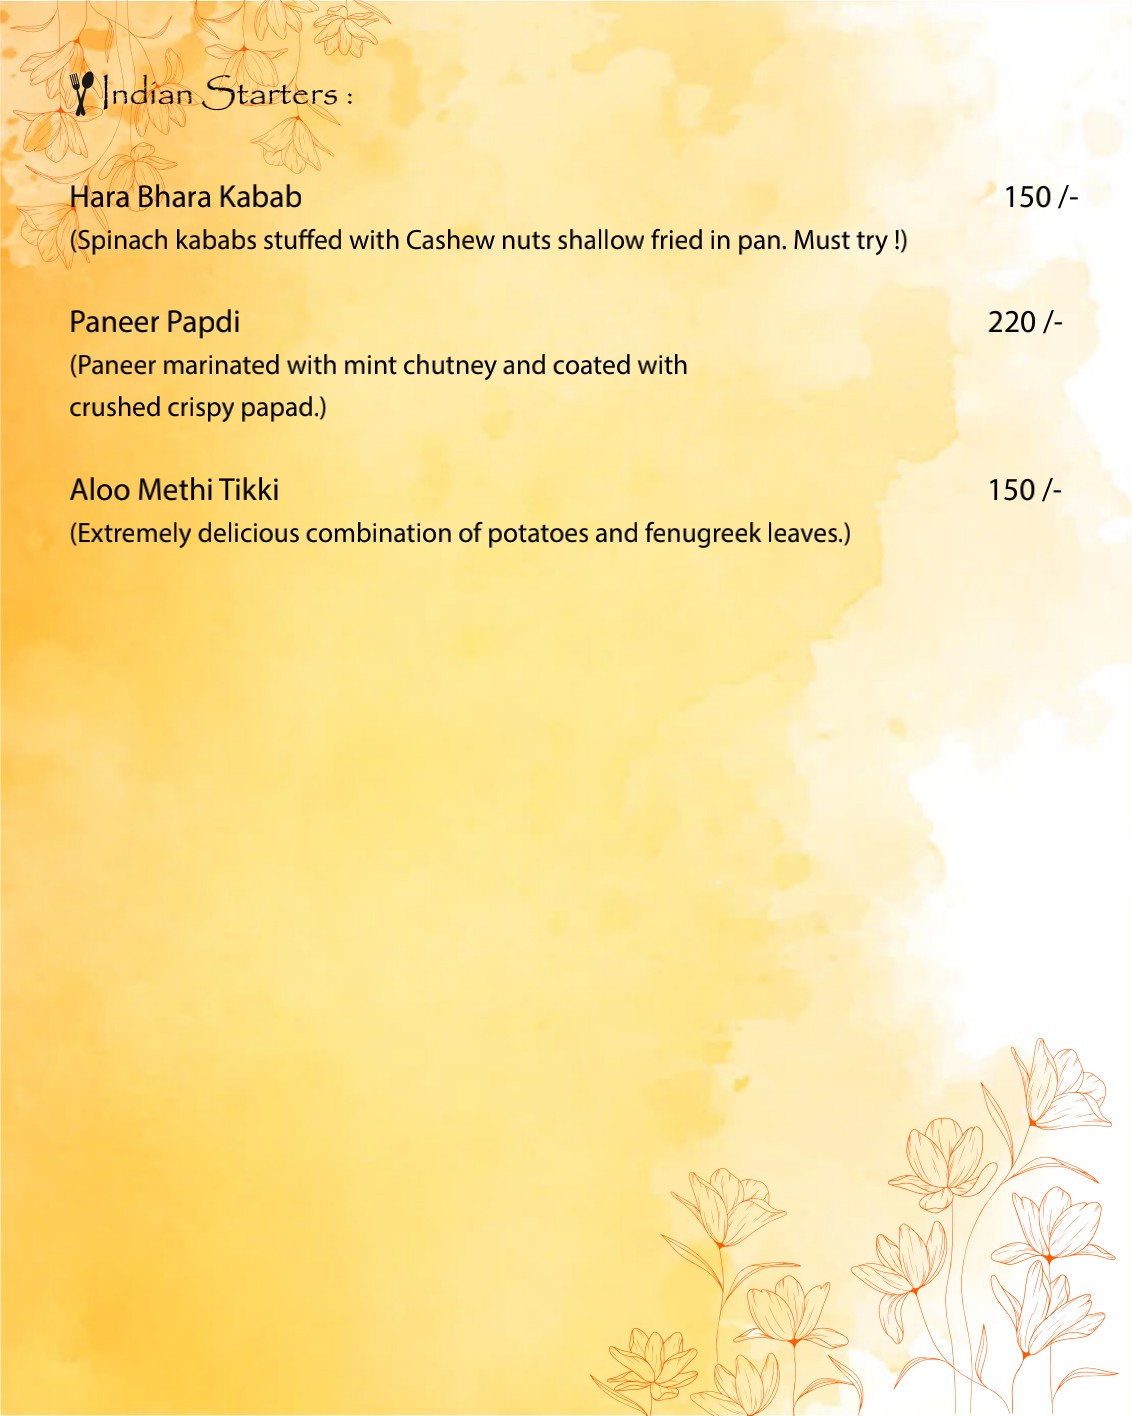 Indian Starters :
Hara Bhara Kabab 150 /-
(Spinach kababs stuffed with Cashew nuts shallow fried in pan. Must try !)
Paneer Papdi 220 /-
(Paneer marinated with mint chutney and coated with
crushed crispy papad.)
Aloo Methi Tikki 150 /-
(Extremely delicious combination of potatoes and fenugreek leaves.)